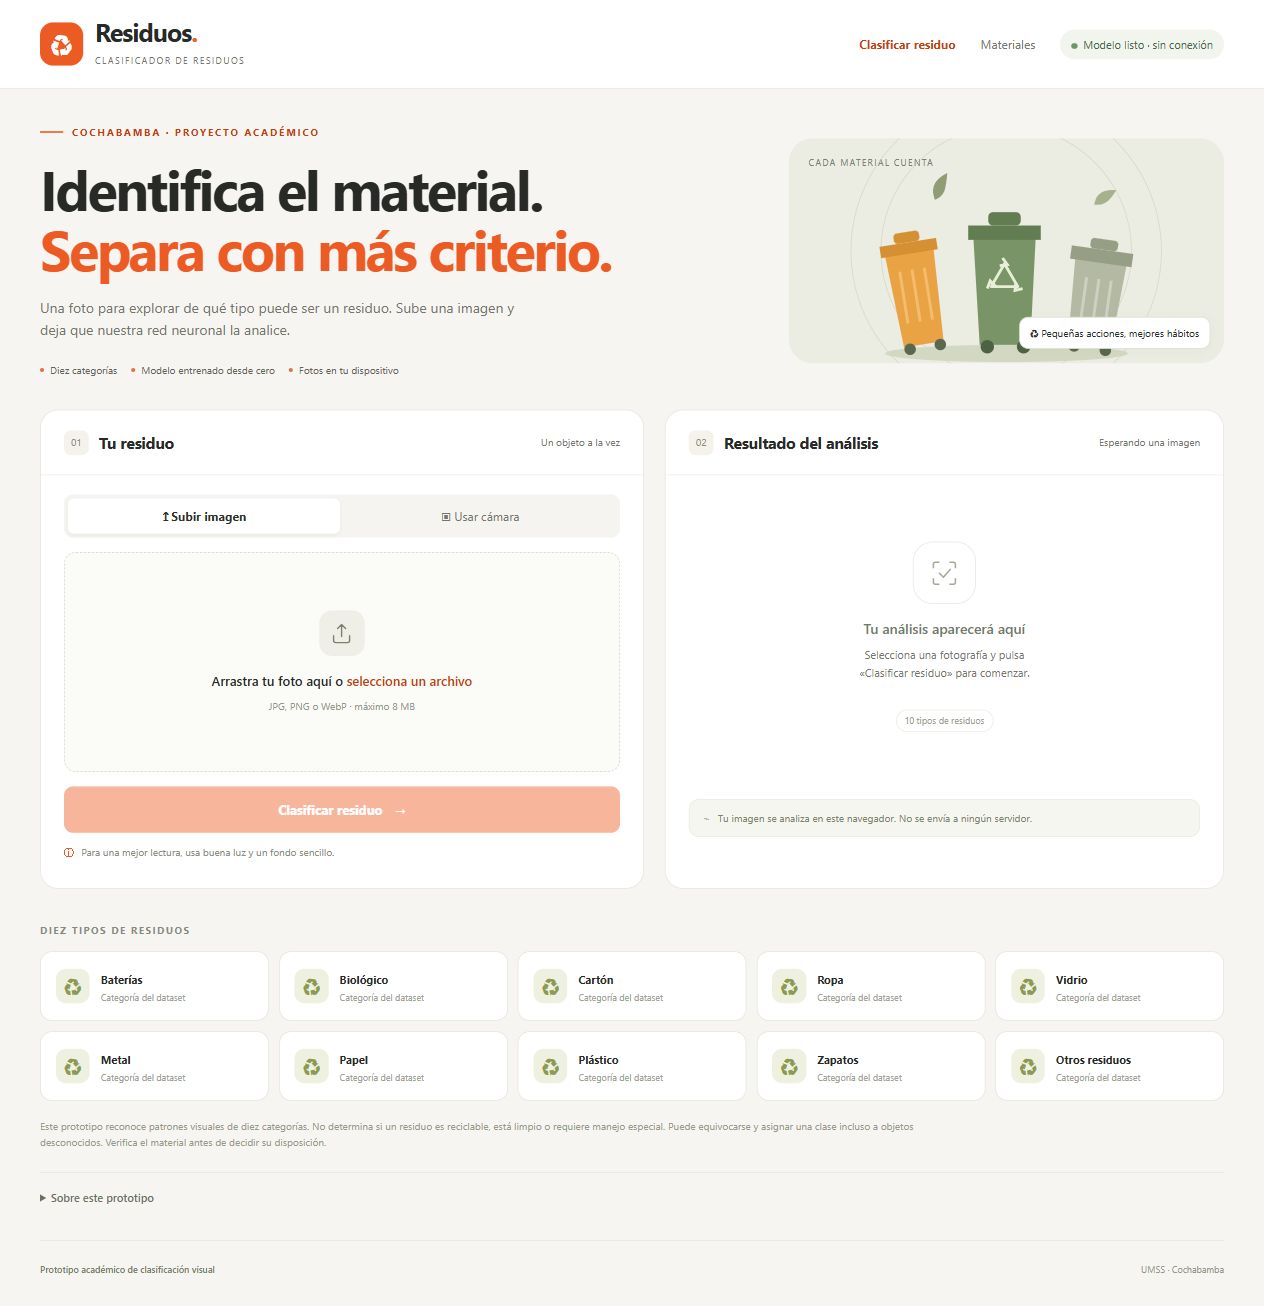 Residuos.
CLASIFICADOR DE RESIDUOS
Clasificar residuo
Materiales
Modelo listo · sin conexión
COCHABAMBA · PROYECTO ACADÉMICO
Identifica el material.
Separa con más criterio.
Una foto para explorar de qué tipo puede ser un residuo. Sube una imagen y
deja que nuestra red neuronal la analice.
Diez categorías
Modelo entrenado desde cero
Fotos en tu dispositivo
CADA MATERIAL CUENTA
♻ Pequeñas acciones, mejores hábitos
01 Tu residuo
Un objeto a la vez
↥ Subir imagen
▣ Usar cámara
Arrastra tu foto aquí o selecciona un archivo
JPG, PNG o WebP · máximo 8 MB
Clasificar residuo →
ⓘ Para una mejor lectura, usa buena luz y un fondo sencillo.
02 Resultado del análisis
Esperando una imagen
Tu análisis aparecerá aquí
Selecciona una fotografía y pulsa
«Clasificar residuo» para comenzar.
10 tipos de residuos
~ Tu imagen se analiza en este navegador. No se envía a ningún servidor.
DIEZ TIPOS DE RESIDUOS
Baterías
Categoría del dataset
Biológico
Categoría del dataset
Cartón
Categoría del dataset
Ropa
Categoría del dataset
Vidrio
Categoría del dataset
Metal
Categoría del dataset
Papel
Categoría del dataset
Plástico
Categoría del dataset
Zapatos
Categoría del dataset
Otros residuos
Categoría del dataset
Este prototipo reconoce patrones visuales de diez categorías. No determina si un residuo es reciclable, está limpio o requiere manejo especial. Puede equivocarse y asignar una clase incluso a objetos
desconocidos. Verifica el material antes de decidir su disposición.
▶ Sobre este prototipo
Prototipo académico de clasificación visual
UMSS · Cochabamba